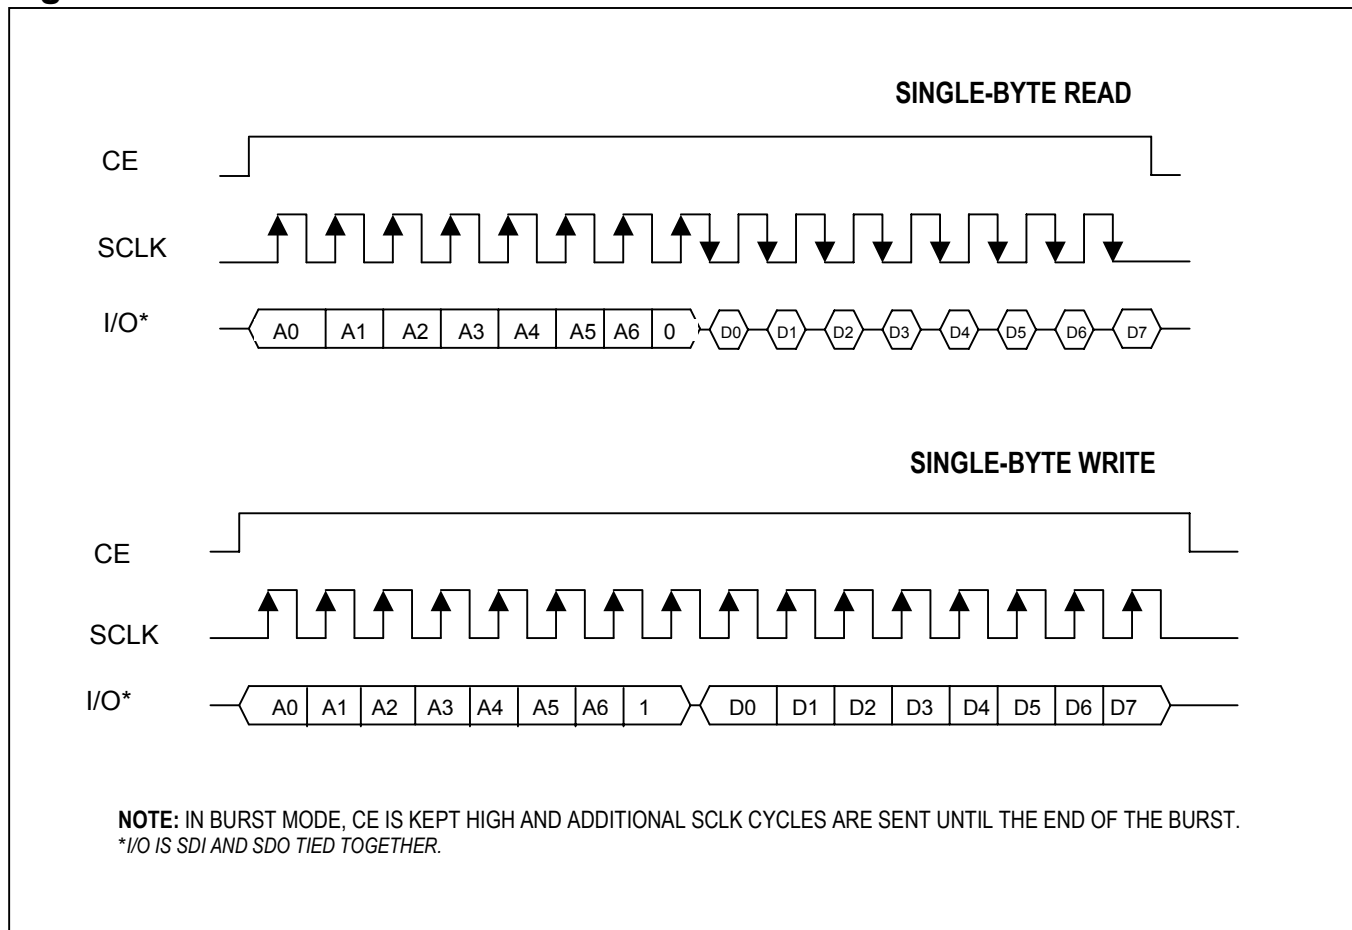 SINGLE-BYTE READ
CE
SCLK
I/O*
A0 A1 A2 A3 A4 A5 A6 0 D0 D1 D2 D3 D4 D5 D6 D7
SINGLE-BYTE WRITE
CE
SCLK
I/O*
A0 A1 A2 A3 A4 A5 A6 1 D0 D1 D2 D3 D4 D5 D6 D7
NOTE: IN BURST MODE, CE IS KEPT HIGH AND ADDITIONAL SCLK CYCLES ARE SENT UNTIL THE END OF THE BURST.
*I/O IS SDI AND SDO TIED TOGETHER.